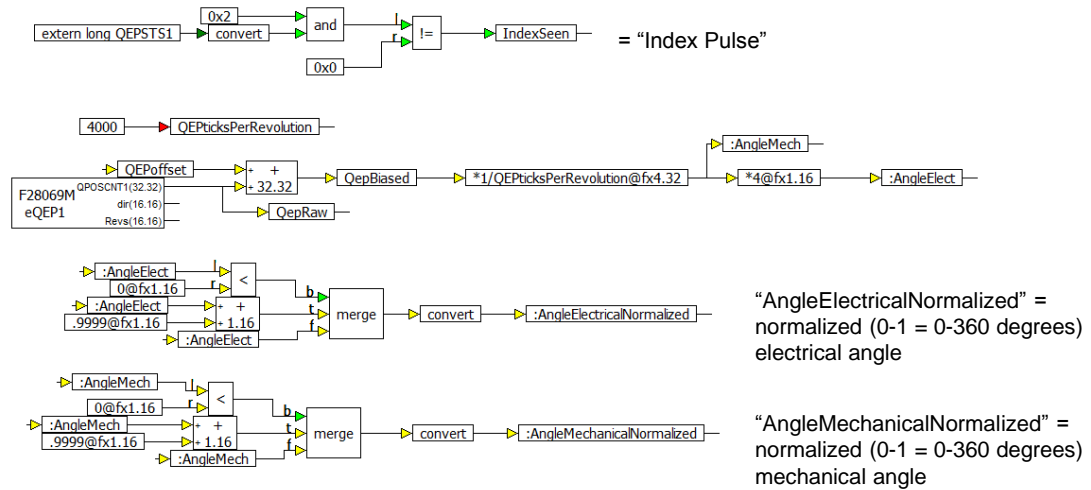 0x2
extern long QEPSTS1
convert
and
0x0
l
r
!=
IndexSeen
= “Index Pulse”
4000
QEPticksPerRevolution
QEPoffset
F28069M
eQEP1
QPOSCNT1(32.32)
dir(16.16)
Revs(16.16)
+ +
+ 32.32
QepRaw
QepBiased
*1/QEPticksPerRevolution@fx4.32
:AngleMech
*4@fx1.16
:AngleElect
:AngleElect
0@fx1.16
l
r
<
:AngleElect
.9999@fx1.16
+ +
+ 1.16
:AngleElect
b
t
f
merge
convert
:AngleElectricalNormalized
“AngleElectricalNormalized” =
normalized (0-1 = 0-360 degrees)
electrical angle
:AngleMech
0@fx1.16
l
r
<
:AngleMech
.9999@fx1.16
+ +
+ 1.16
:AngleMech
b
t
f
merge
convert
:AngleMechanicalNormalized
“AngleMechanicalNormalized” =
normalized (0-1 = 0-360 degrees)
mechanical angle